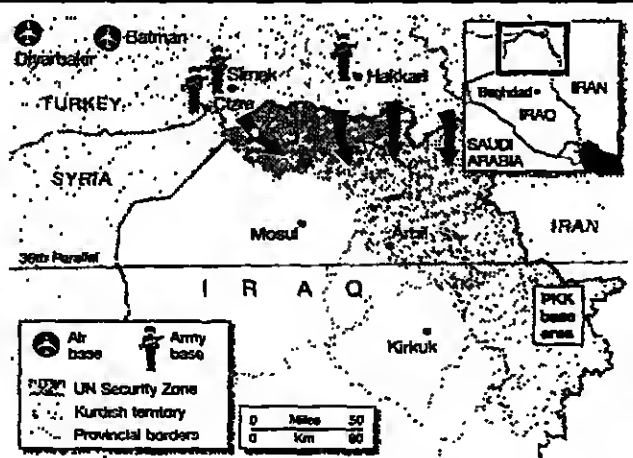 Diyarbakir
Batman
Sirnak
Cizre
Hakkari
TURKEY
SYRIA
Baghdad
IRAN
IRAQ
SAUDI
ARABIA
Mosul
Arbil
IRAN
36th Parallel
I R A Q
PKK
base
area
Kirkuk
Air
base
Army
base
UN Security Zone
Kurdish territory
Provincial borders
0 Miles 50
0 Km 80